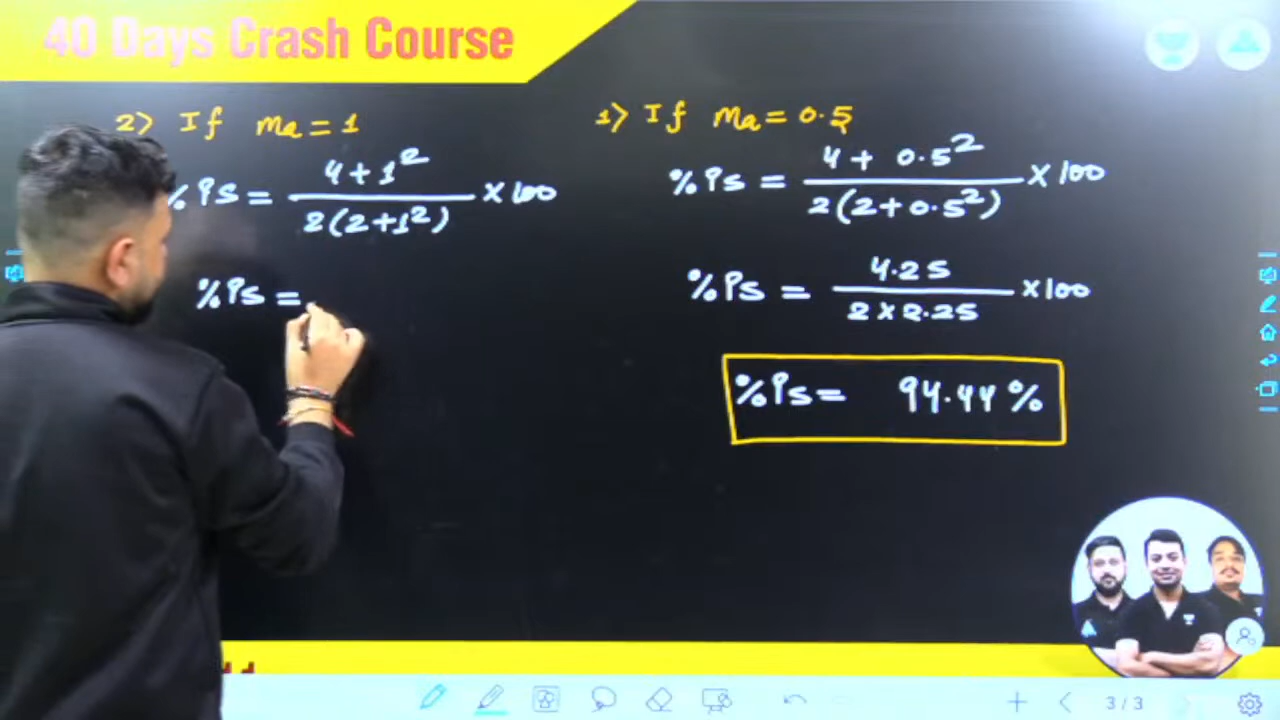 40 Days Crash Course
2> If ma = 1
% Ps = 4 + 1² / 2(2+1²) × 100
% Ps =
1> If ma = 0.5
% Ps = 4 + 0.5² / 2(2+0.5²) × 100
% Ps = 4.25 / 2 × 2.25 × 100
% Ps = 94.44 %
3 / 3